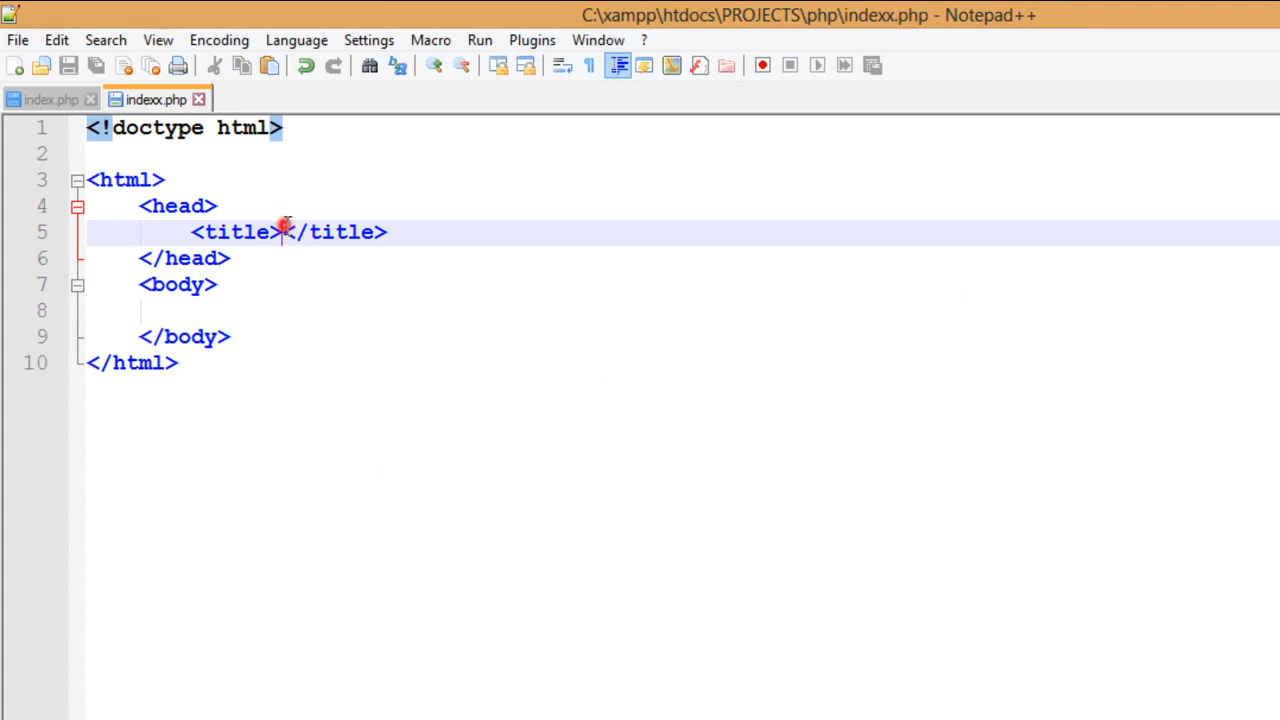 C:\xampp\htdocs\PROJECTS\php\indexx.php - Notepad++
File Edit Search View Encoding Language Settings Macro Run Plugins Window ?
index.php indexx.php
1 <!doctype html>
2
3 <html>
4 <head>
5 <title></title>
6 </head>
7 <body>
8
9 </body>
10 </html>